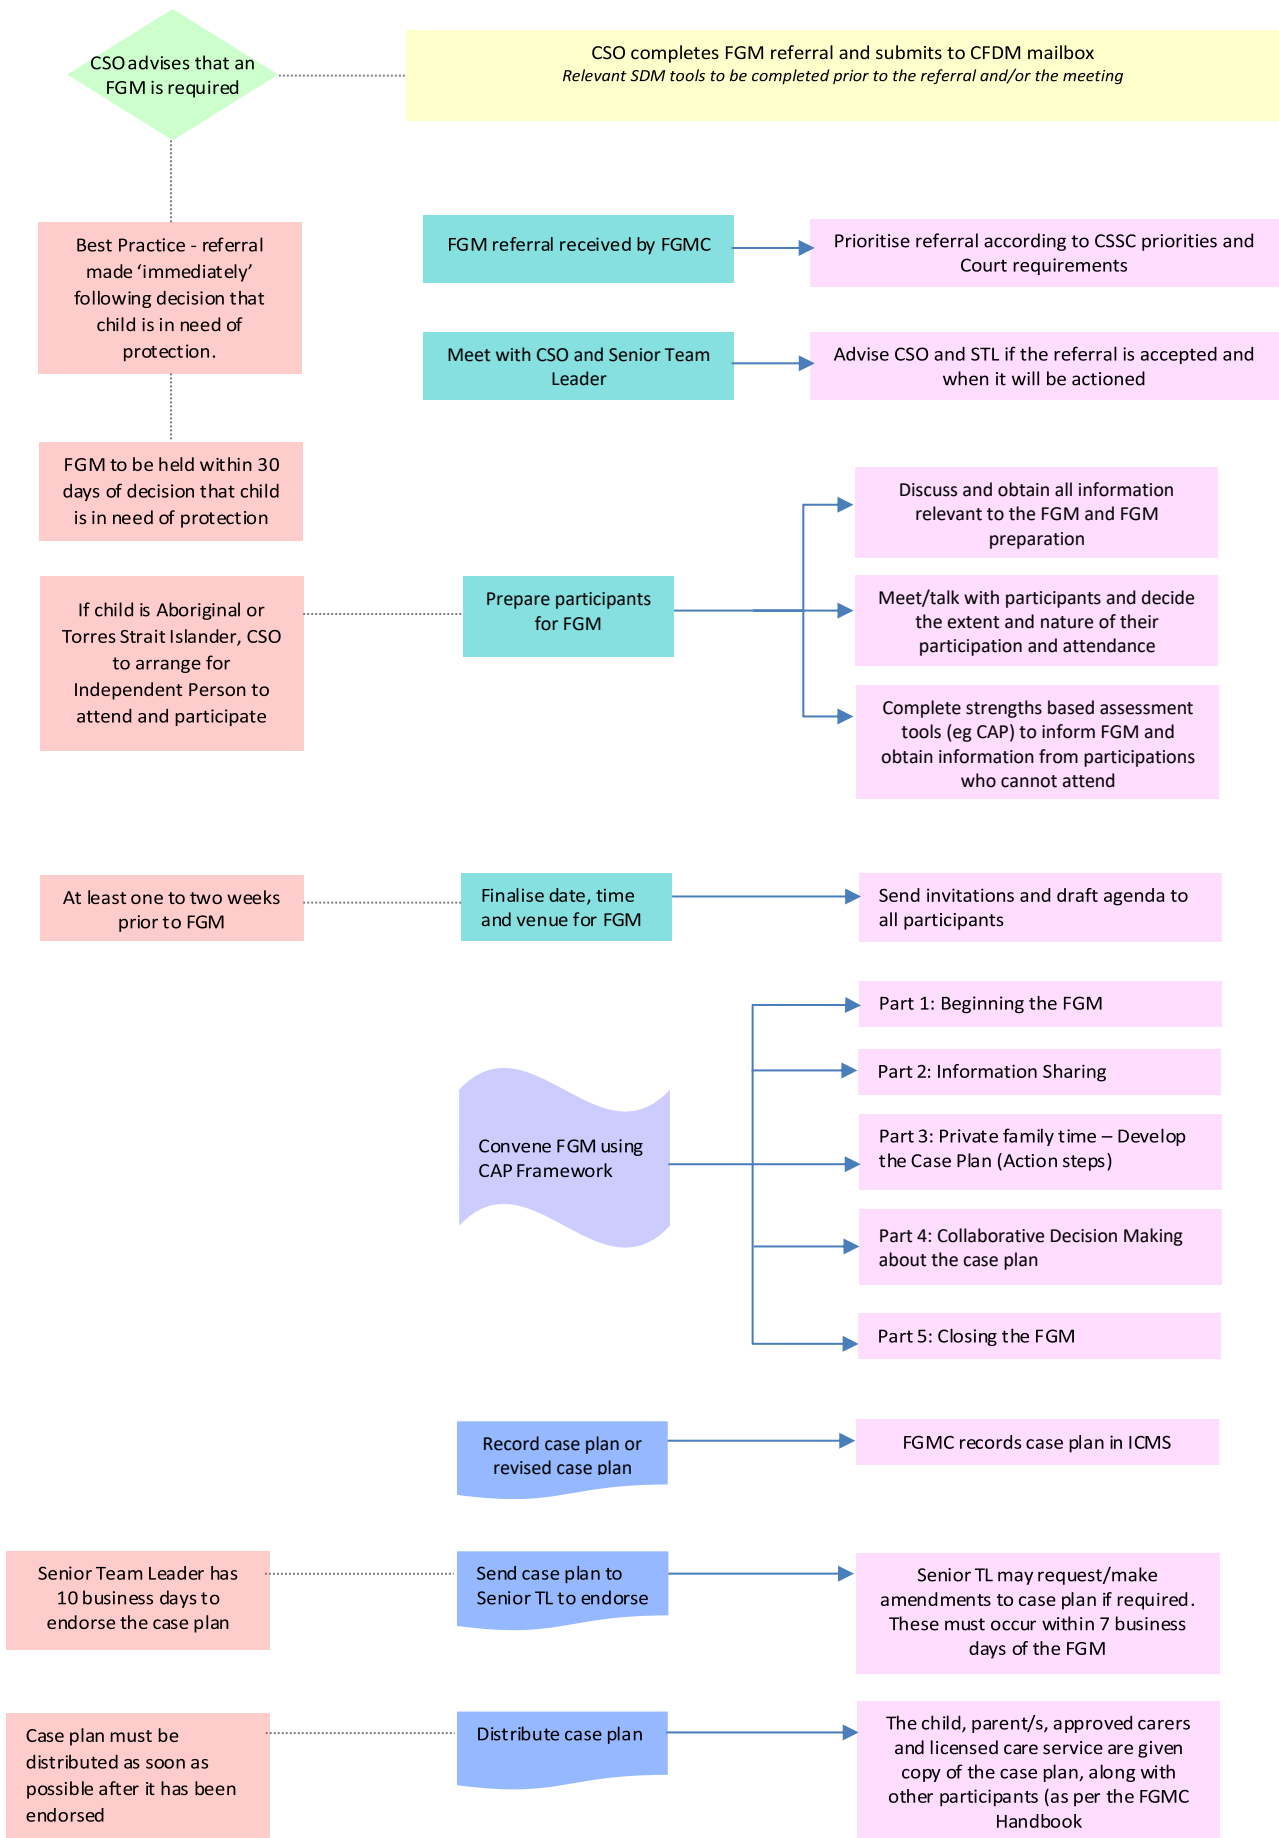 CSO advises that an
FGM is required
CSO completes FGM referral and submits to CFDM mailbox
Relevant SDM tools to be completed prior to the referral and/or the meeting
Best Practice - referral
made ‘immediately’
following decision that
child is in need of
protection.
FGM referral received by FGMC
Prioritise referral according to CSSC priorities and
Court requirements
Meet with CSO and Senior Team
Leader
Advise CSO and STL if the referral is accepted and
when it will be actioned
FGM to be held within 30
days of decision that child
is in need of protection
If child is Aboriginal or
Torres Strait Islander, CSO
to arrange for
Independent Person to
attend and participate
Prepare participants
for FGM
Discuss and obtain all information
relevant to the FGM and FGM
preparation
Meet/talk with participants and decide
the extent and nature of their
participation and attendance
Complete strengths based assessment
tools (eg CAP) to inform FGM and
obtain information from participations
who cannot attend
At least one to two weeks
prior to FGM
Finalise date, time
and venue for FGM
Send invitations and draft agenda to
all participants
Convene FGM using
CAP Framework
Part 1: Beginning the FGM
Part 2: Information Sharing
Part 3: Private family time – Develop
the Case Plan (Action steps)
Part 4: Collaborative Decision Making
about the case plan
Part 5: Closing the FGM
Record case plan or
revised case plan
FGMC records case plan in ICMS
Senior Team Leader has
10 business days to
endorse the case plan
Send case plan to
Senior TL to endorse
Senior TL may request/make
amendments to case plan if required.
These must occur within 7 business
days of the FGM
Case plan must be
distributed as soon as
possible after it has been
endorsed
Distribute case plan
The child, parent/s, approved carers
and licensed care service are given
copy of the case plan, along with
other participants (as per the FGMC
Handbook